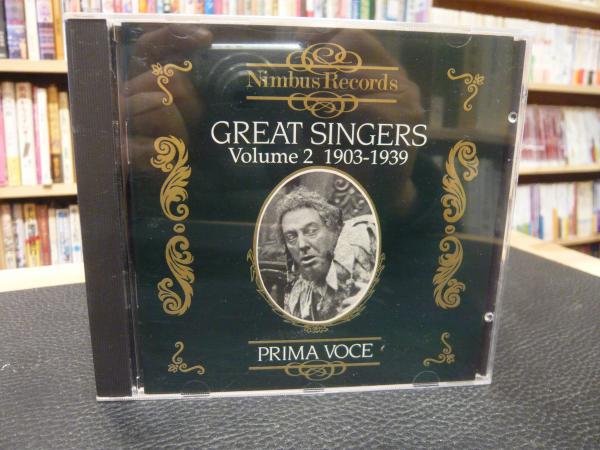 Nimbus Records
GREAT SINGERS
Volume 2 1903-1939
PRIMA VOCE